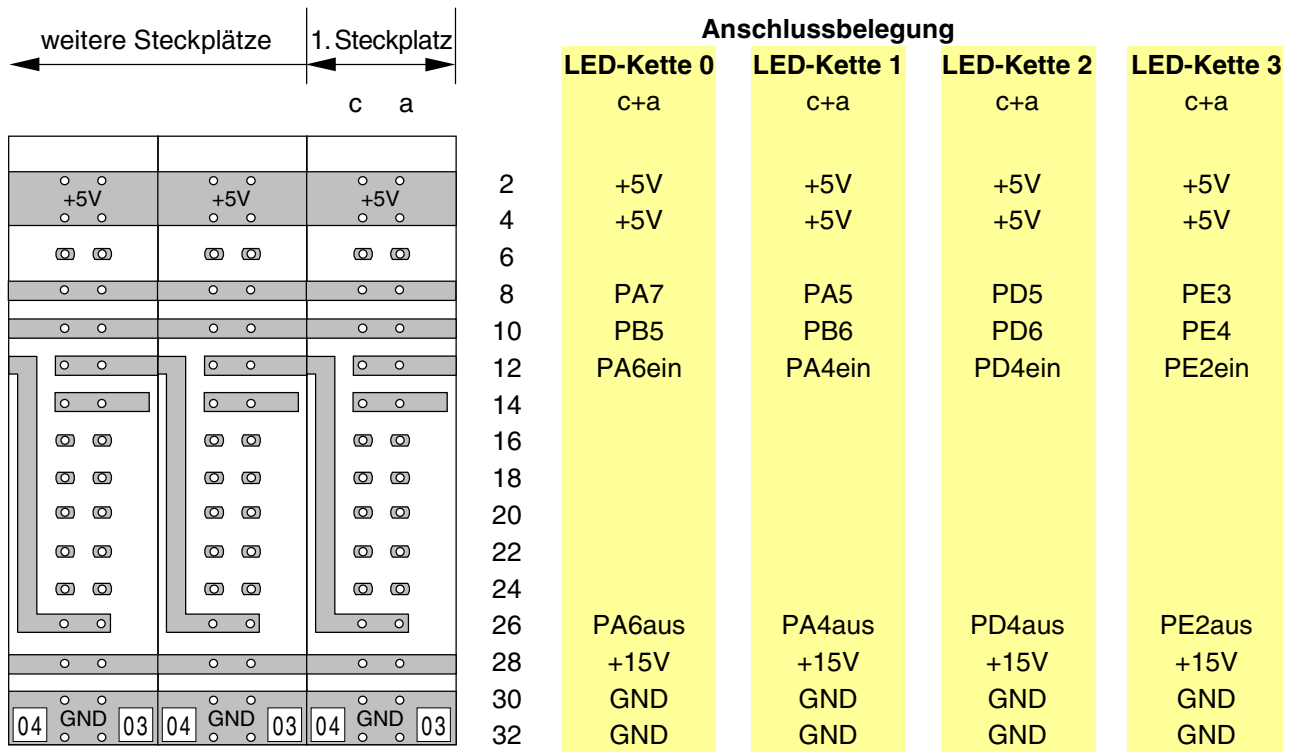 weitere Steckplätze 1. Steckplatz
c a
Anschlussbelegung
LED-Kette 0 LED-Kette 1 LED-Kette 2 LED-Kette 3
c+a c+a c+a c+a
+5V +5V +5V
2 +5V +5V +5V +5V
4 +5V +5V +5V +5V
6
8 PA7 PA5 PD5 PE3
10 PB5 PB6 PD6 PE4
12 PA6ein PA4ein PD4ein PE2ein
14
16
18
20
22
24
26 PA6aus PA4aus PD4aus PE2aus
28 +15V +15V +15V +15V
30 GND GND GND GND
04 GND 03 04 GND 03 04 GND 03
32 GND GND GND GND